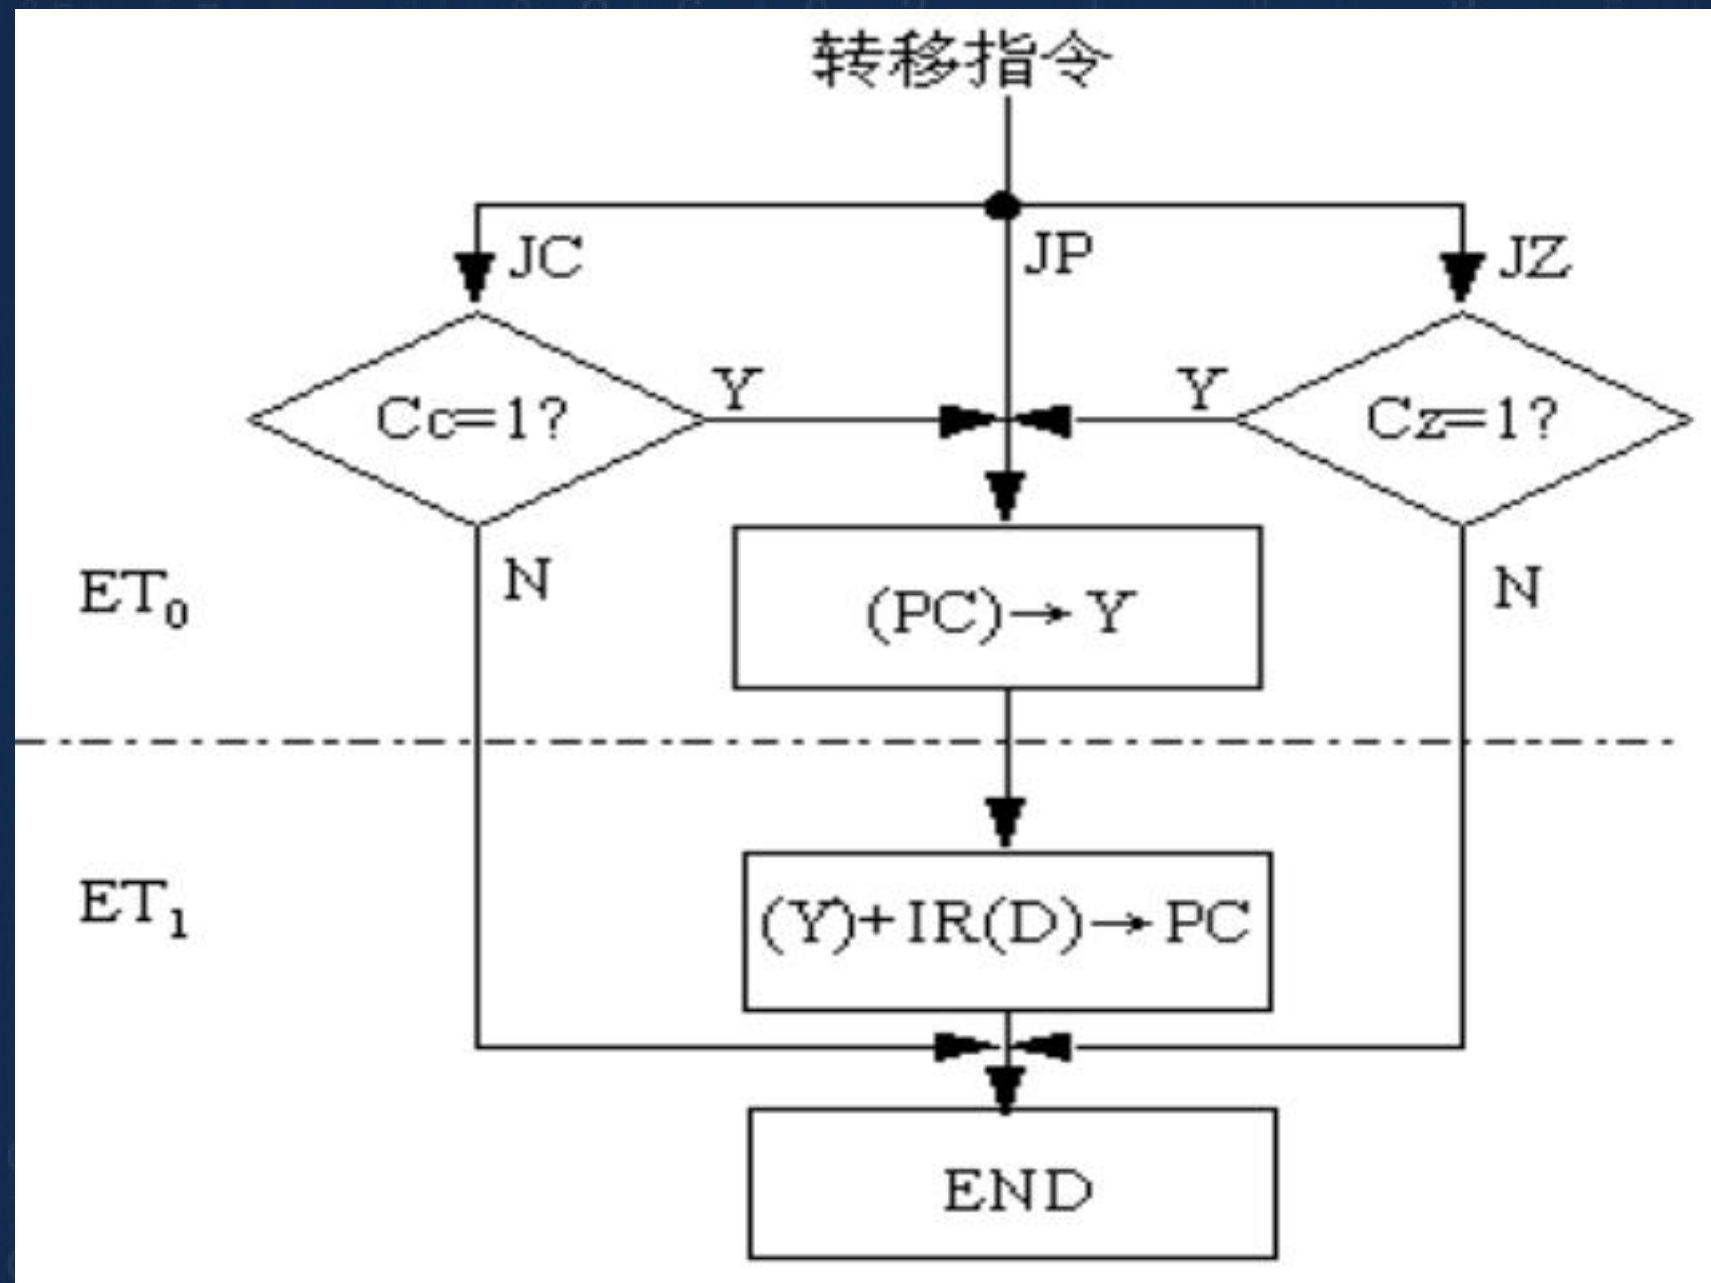 转移指令
JC
JP
JZ
Cc=1?
Y
Y
Cz=1?
ET₀
N
(PC)→Y
N
ET₁
(Y)+IR(D)→PC
END